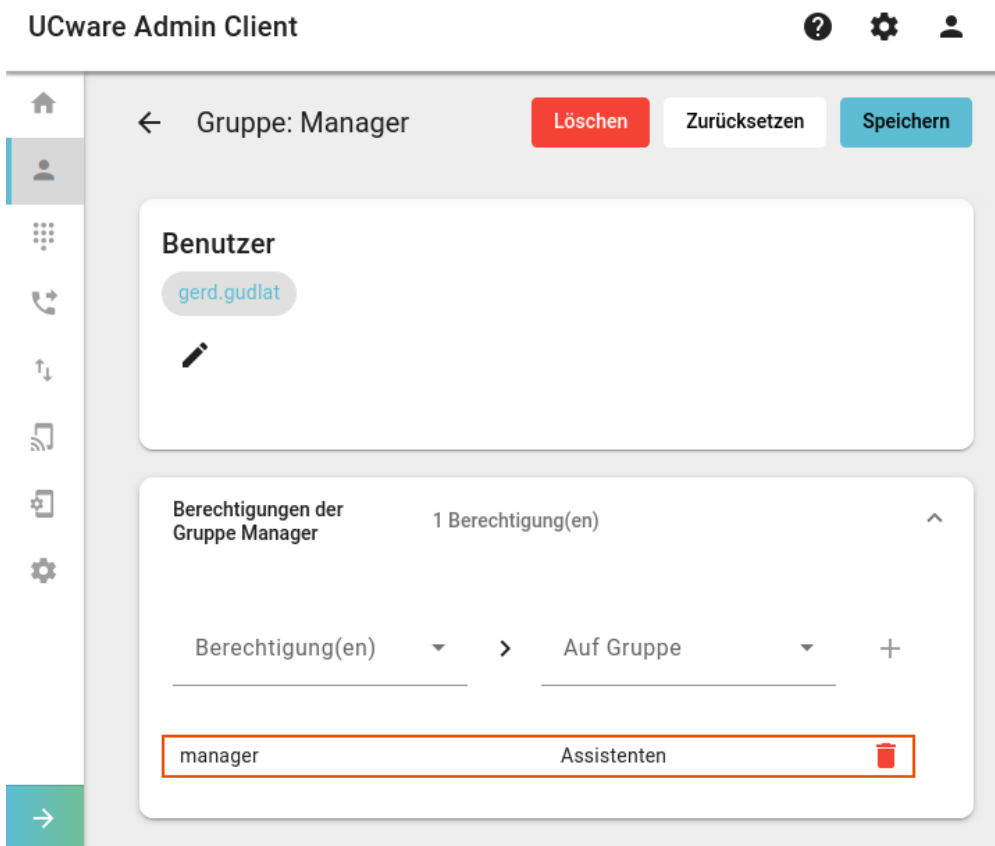 UCware Admin Client
Gruppe: Manager
Löschen
Zurücksetzen
Speichern
Benutzer
gerd.gudlat
Berechtigungen der
Gruppe Manager
1 Berechtigung(en)
Berechtigung(en)
Auf Gruppe
manager
Assistenten